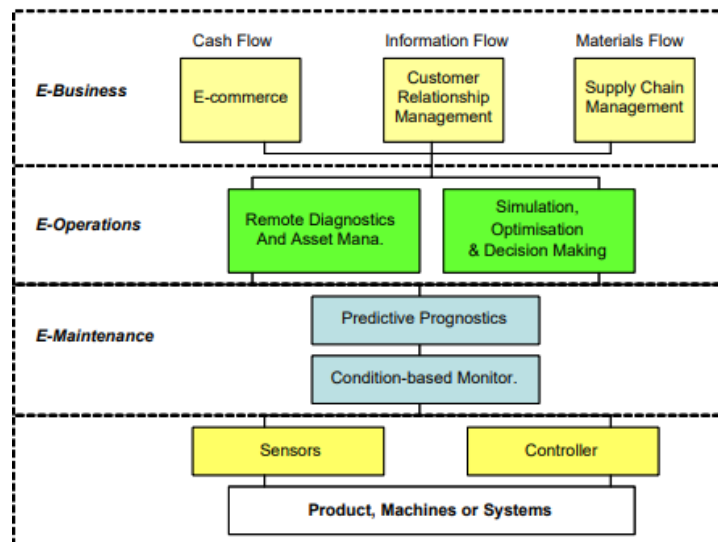 Cash Flow
Information Flow
Materials Flow
E-Business
E-commerce
Customer
Relationship
Management
Supply Chain
Management
E-Operations
Remote Diagnostics
And Asset Mana.
Simulation,
Optimisation
& Decision Making
E-Maintenance
Predictive Prognostics
Condition-based Monitor.
Sensors
Controller
Product, Machines or Systems